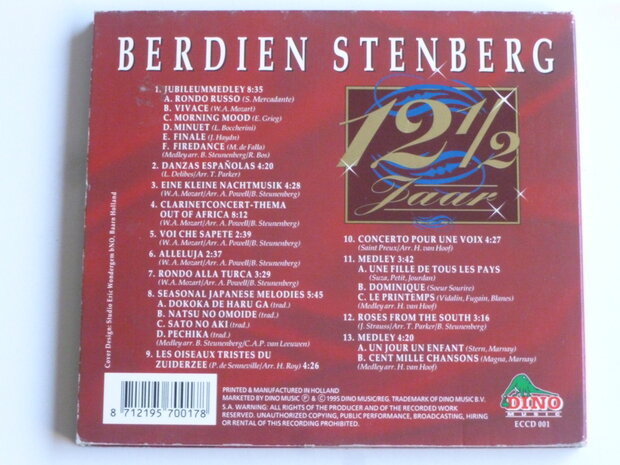 BERDIEN STENBERG
1. JUBILEUMMEDLEY 8:35
A. RONDO RUSSO (S. Mercadante)
B. VIVACE (W.A. Mozart)
C. MORNING MOOD (E. Grieg)
D. MINUET (L. Boccherini)
E. FINALE (J. Haydn)
F. FIREDANCE (M. de Falla)
(Medley arr. B. Steunenberg/R. Bos)
2. DANZAS ESPAÑOLAS 4:20
(L. Delibes/Arr. T. Parker)
3. EINE KLEINE NACHTMUSIK 4:28
(W.A. Mozart/Arr. A. Powell/B. Steunenberg)
4. CLARINETCONCERT-THEMA
OUT OF AFRICA 8:12
(W.A. Mozart/Arr. A. Powell/B. Steunenberg)
5. VOI CHE SAPETE 2:39
(W.A. Mozart/Arr. A. Powell/B. Steunenberg)
6. ALLELUJA 2:37
(W.A. Mozart/Arr. A. Powell/B. Steunenberg)
7. RONDO ALLA TURCA 3:29
(W.A. Mozart/Arr. A. Powell/B. Steunenberg)
8. SEASONAL JAPANESE MELODIES 5:45
A. DOKOKA DE HARU GA (trad.)
B. NATSU NO OMOIDE (trad.)
C. SATO NO AKI (trad.)
D. PECHIKA (trad.)
(Medley arr. B. Steunenberg/C.A.P. van Leeuwen)
9. LES OISEAUX TRISTES DU
ZUIDERZEE (P. de Senneville/Arr. H. Roy) 4:26
12 1/2
Jaar
10. CONCERTO POUR UNE VOIX 4:27
(Saint Preux/Arr. H. van Hoof)
11. MEDLEY 3:42
A. UNE FILLE DE TOUS LES PAYS
(Suza, Petit, Jourdan)
B. DOMINIQUE (Soeur Sourire)
C. LE PRINTEMPS (Vidalin, Fugain, Blanes)
(Medley arr. H. van Hoof)
12. ROSES FROM THE SOUTH 3:16
(J. Strauss/Arr. T. Parker/B. Steunenberg)
13. MEDLEY 4:20
A. UN JOUR UN ENFANT (Stern, Marnay)
B. CENT MILLE CHANSONS (Magna, Marnay)
(Medley arr. H. van Hoof)
Cover Design: Studio Eric Wondergem bNO, Baarn Holland
8 712195 700178
PRINTED & MANUFACTURED IN HOLLAND
MARKETED BY DINO MUSIC ℗ & © 1995 DINO MUSIC/REG. TRADEMARK OF DINO MUSIC B.V.
S.A. WARNING: ALL RIGHTS OF THE PRODUCER AND OF THE RECORDED WORK
RESERVED. UNAUTHORIZED COPYING, PUBLIC PERFORMANCE, BROADCASTING, HIRING
OR RENTAL OF THIS RECORDING PROHIBITED.
DINO
MUSIC
ECCD 001